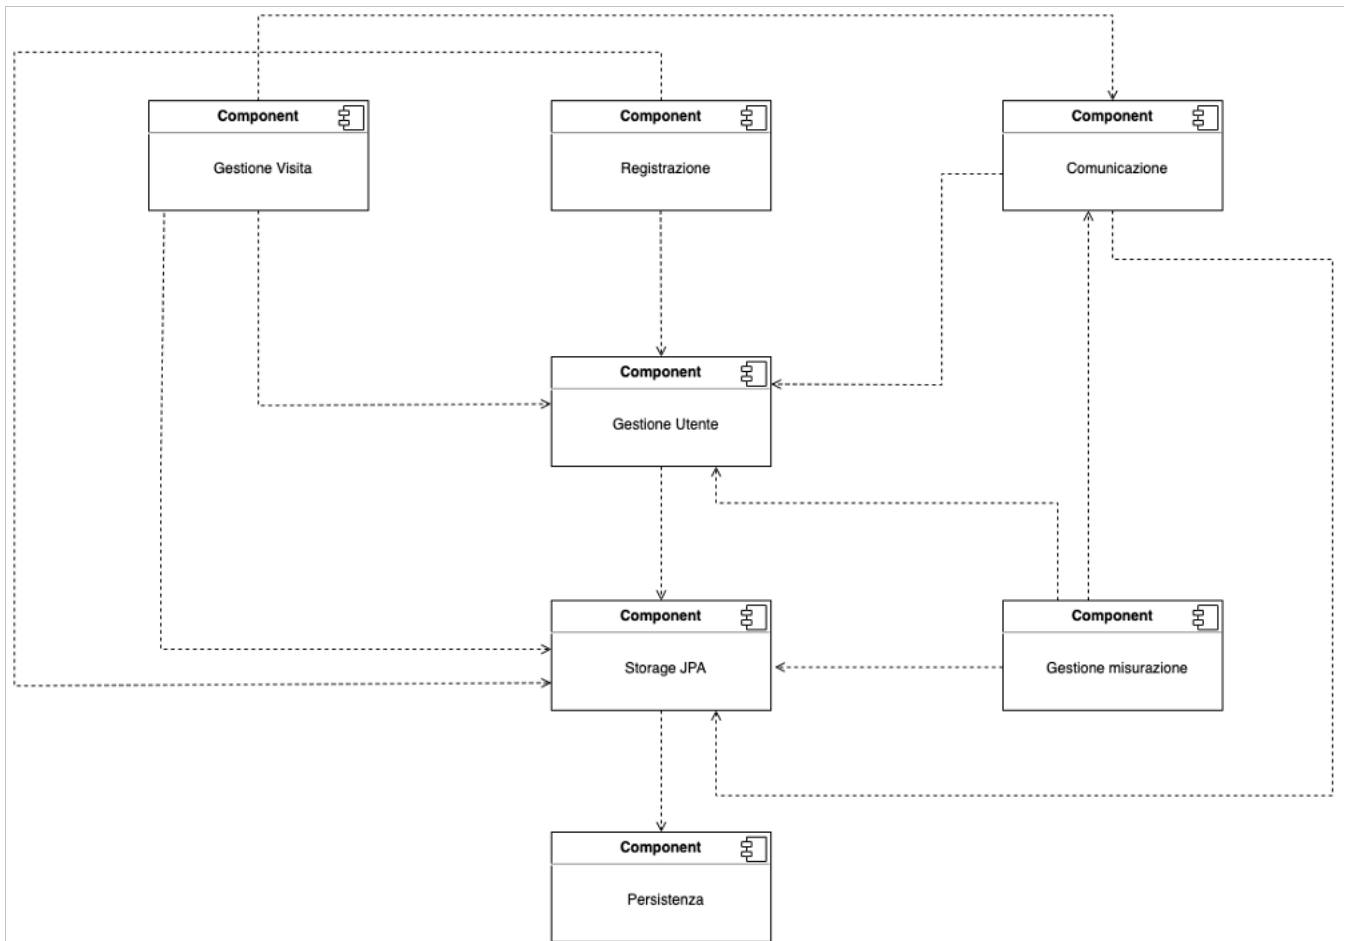 Component
Gestione Visita
Component
Registrazione
Component
Comunicazione
Component
Gestione Utente
Component
Storage JPA
Component
Gestione misurazione
Component
Persistenza